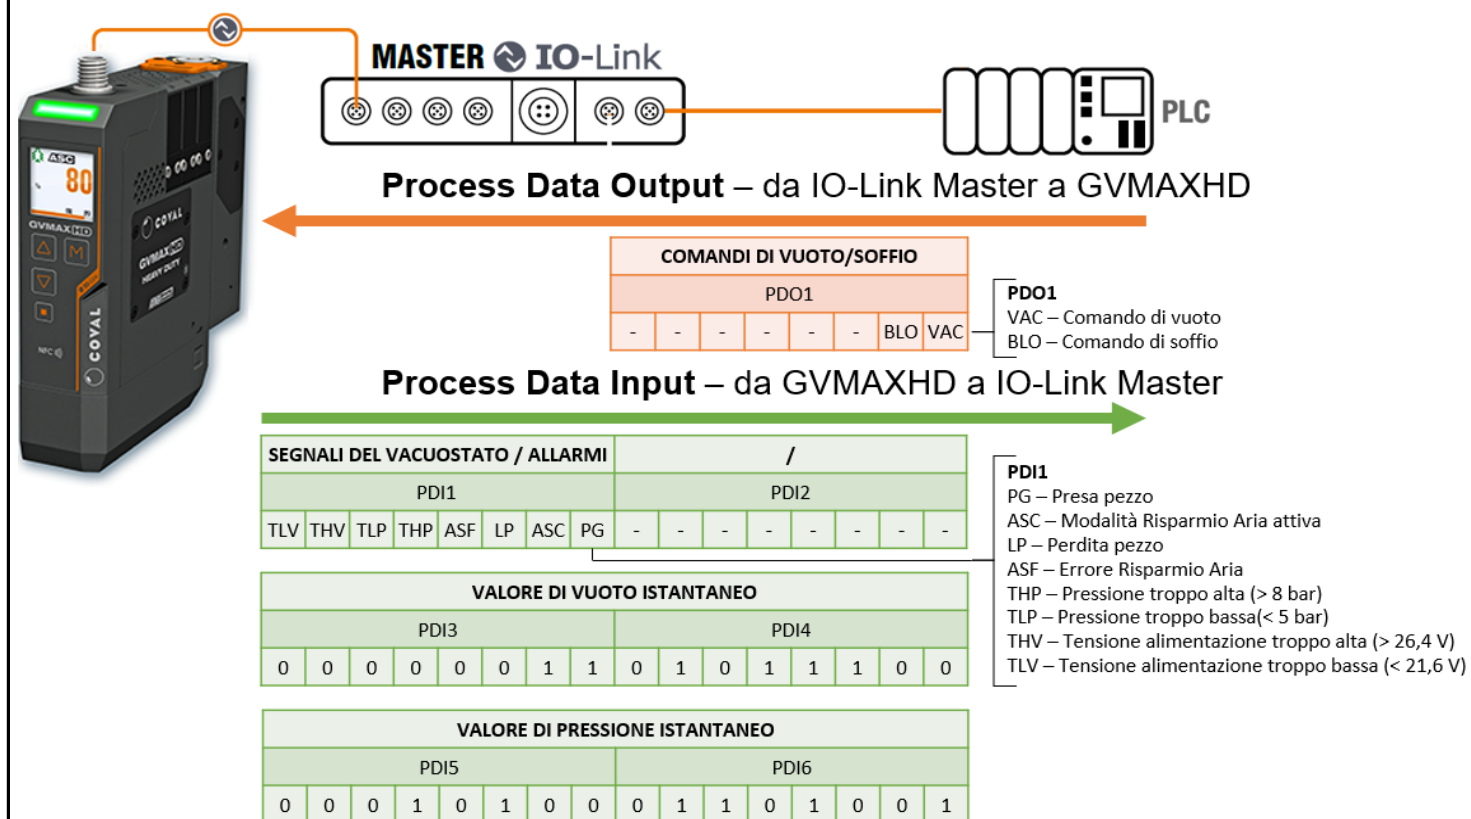 MASTER IO-Link
PLC
ASC
80
GVMAX HD
COVAL
GVMAX HD
HEAVY DUTY
NFC
COVAL
Process Data Output – da IO-Link Master a GVMAXHD
COMANDI DI VUOTO/SOFFIO
PDO1
- - - - - - BLO VAC
PDO1
VAC – Comando di vuoto
BLO – Comando di soffio
Process Data Input – da GVMAXHD a IO-Link Master
SEGNALI DEL VACUOSTATO / ALLARMI /
PDI1 PDI2
TLV THV TLP THP ASF LP ASC PG - - - - - - - -
PDI1
PG – Presa pezzo
ASC – Modalità Risparmio Aria attiva
LP – Perdita pezzo
ASF – Errore Risparmio Aria
THP – Pressione troppo alta (> 8 bar)
TLP – Pressione troppo bassa(< 5 bar)
THV – Tensione alimentazione troppo alta (> 26,4 V)
TLV – Tensione alimentazione troppo bassa (< 21,6 V)
VALORE DI VUOTO ISTANTANEO
PDI3 PDI4
0 0 0 0 0 0 1 1 0 1 0 1 1 1 0 0
VALORE DI PRESSIONE ISTANTANEO
PDI5 PDI6
0 0 0 1 0 1 0 0 0 1 1 0 1 0 0 1